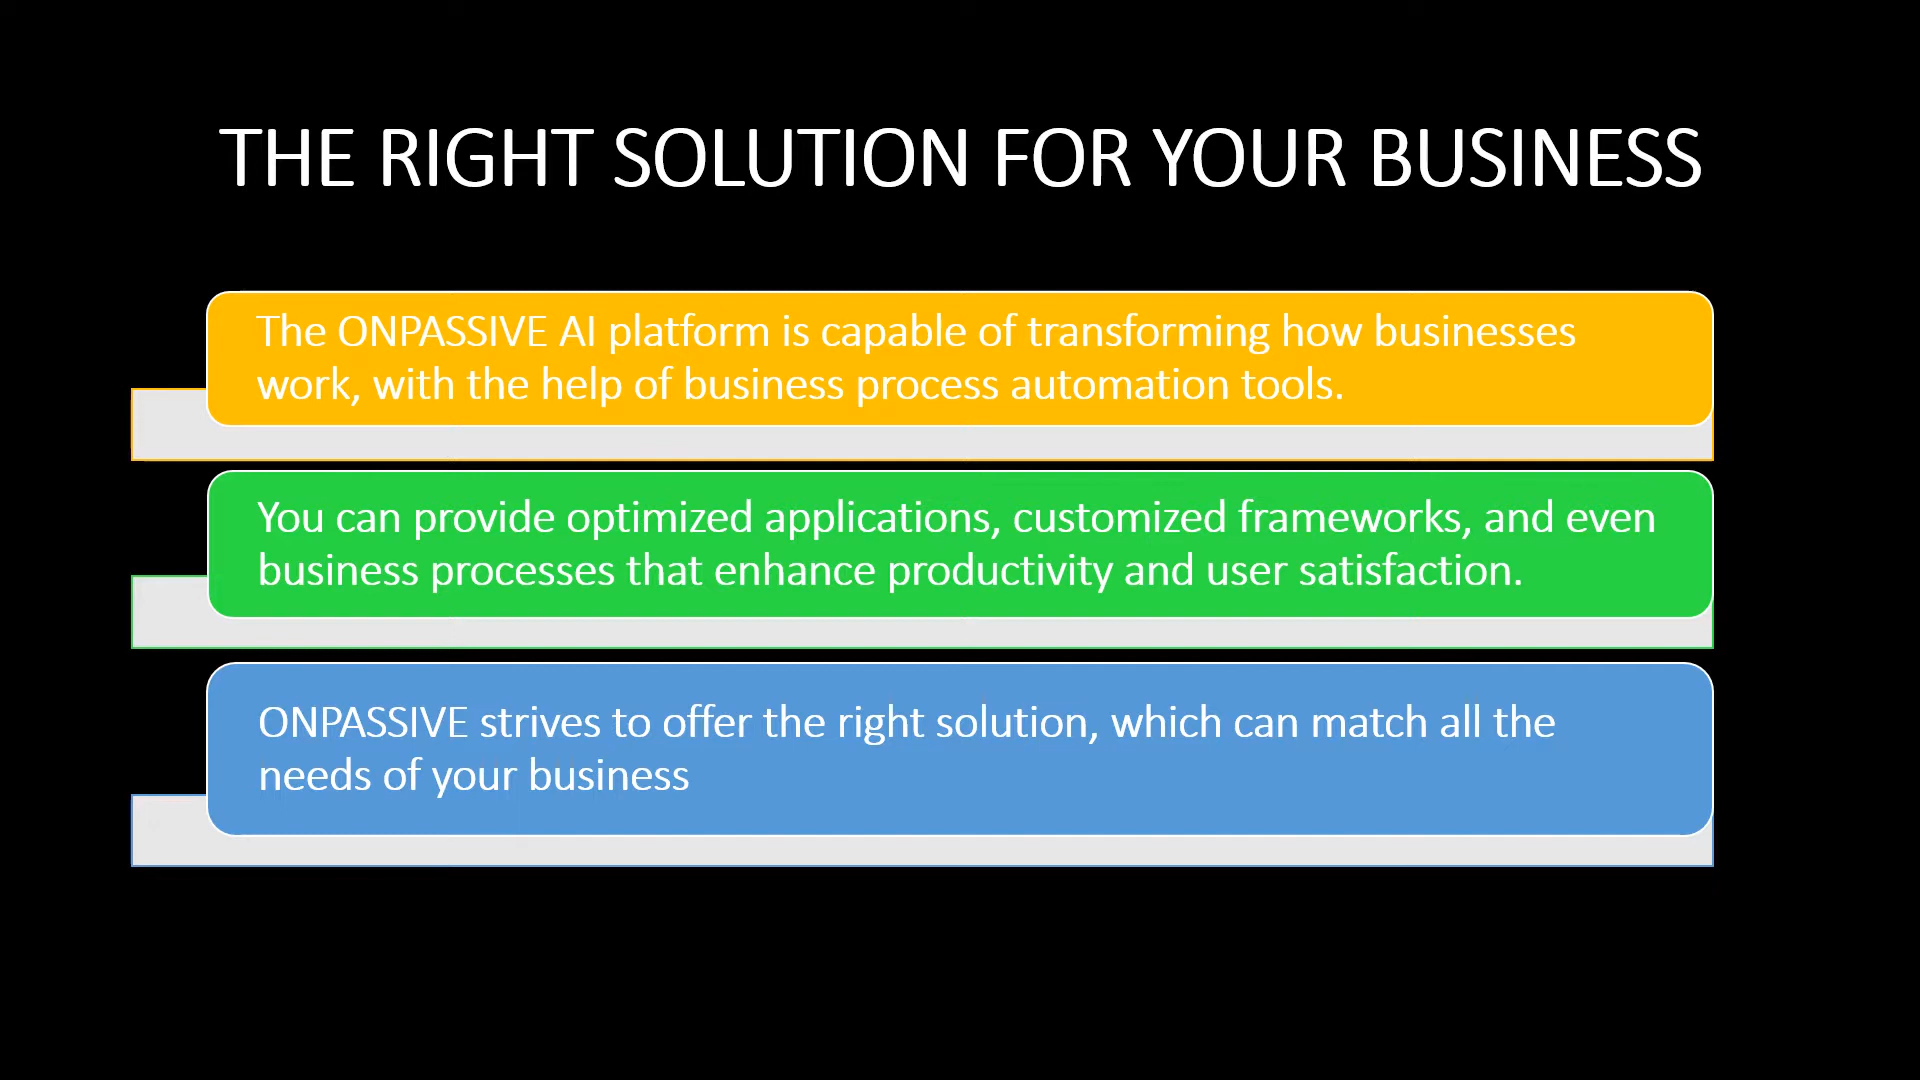 THE RIGHT SOLUTION FOR YOUR BUSINESS
The ONPASSIVE AI platform is capable of transforming how businesses
work, with the help of business process automation tools.
You can provide optimized applications, customized frameworks, and even
business processes that enhance productivity and user satisfaction.
ONPASSIVE strives to offer the right solution, which can match all the
needs of your business